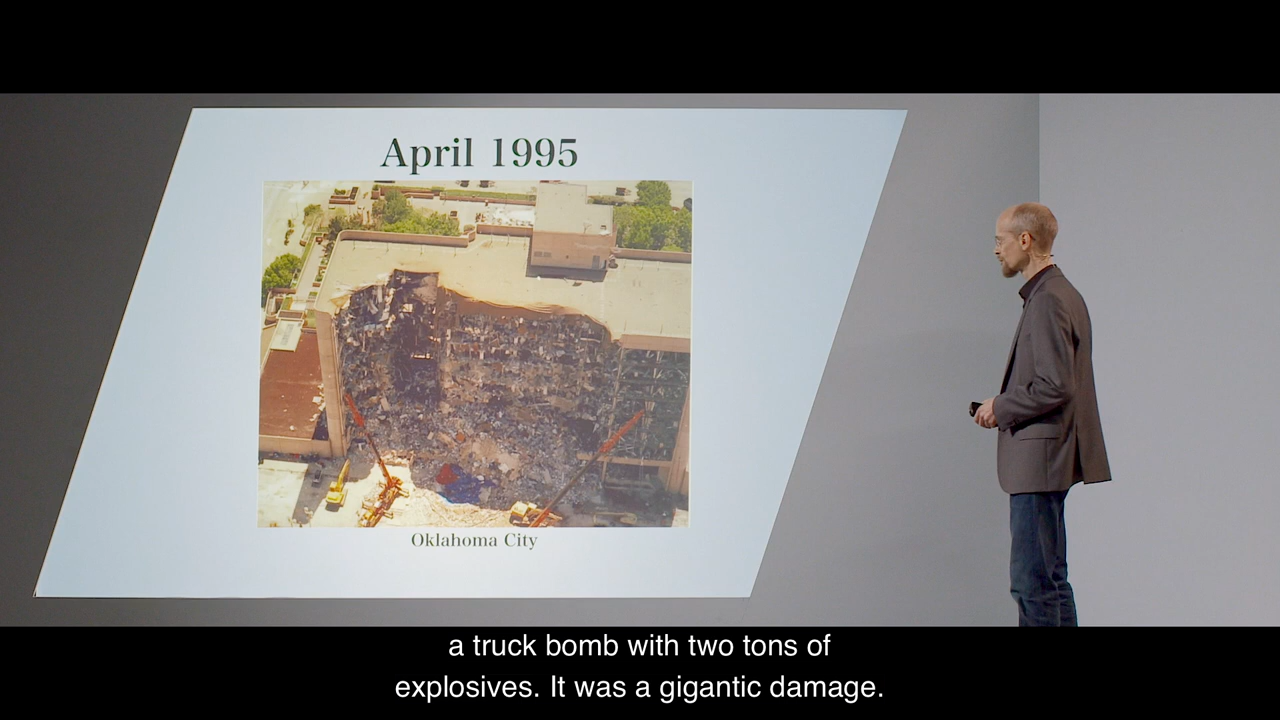 April 1995
Oklahoma City
a truck bomb with two tons of
explosives. It was a gigantic damage.